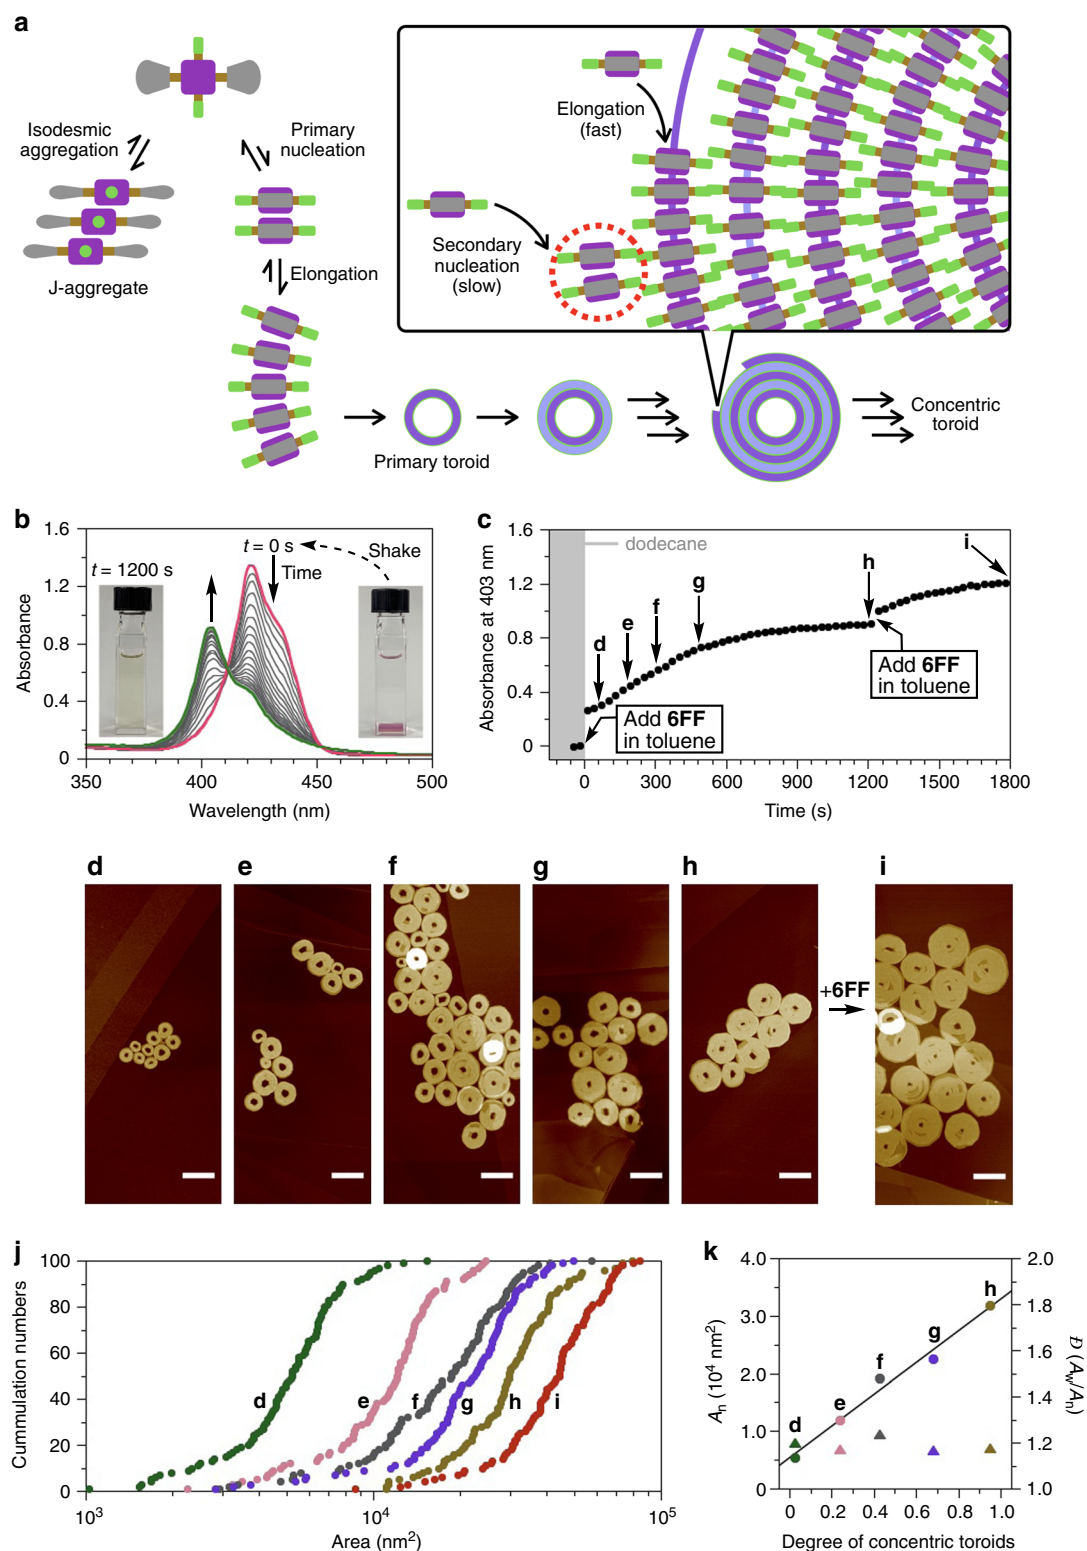 a
Isodesmic
aggregation
Primary
nucleation
J-aggregate
Elongation
Elongation
(fast)
Secondary
nucleation
(slow)
Primary toroid
Concentric
toroid
b
1.6
1.2
0.8
0.4
0
Absorbance
t = 1200 s
t = 0 s
Time
Shake
350
400
450
500
Wavelength (nm)
c
1.6
1.2
0.8
0.4
0
Absorbance at 403 nm
dodecane
d
e
f
g
h
i
Add 6FF
in toluene
Add 6FF
in toluene
0
300
600
900
1200
1500
1800
Time (s)
d
e
f
g
h
+6FF
i
j
100
80
60
40
20
0
Cummulation numbers
d
e
f
g
h
i
10³
10⁴
10⁵
Area (nm²)
k
4.0
3.0
2.0
1.0
0
Aₙ (10⁴ nm²)
d
e
f
g
h
2.0
1.8
1.6
1.4
1.2
1.0
Đ (A_w/Aₙ)
0
0.2
0.4
0.6
0.8
1.0
Degree of concentric toroids